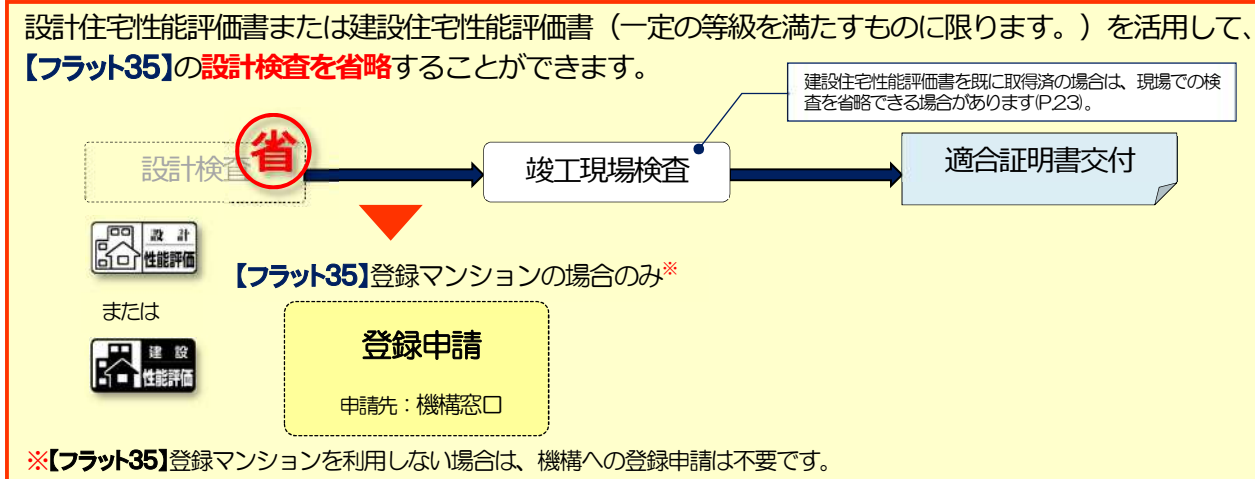 設計住宅性能評価書または建設住宅性能評価書（一定の等級を満たすものに限ります。）を活用して、
【フラット35】の設計検査を省略することができます。
建設住宅性能評価書を既に取得済の場合は、現場での検
査を省略できる場合があります(P.23)。
設計検査
省
竣工現場検査
適合証明書交付
設計
性能評価
または
建設
性能評価
【フラット35】登録マンションの場合のみ※
登録申請
申請先：機構窓口
※【フラット35】登録マンションを利用しない場合は、機構への登録申請は不要です。